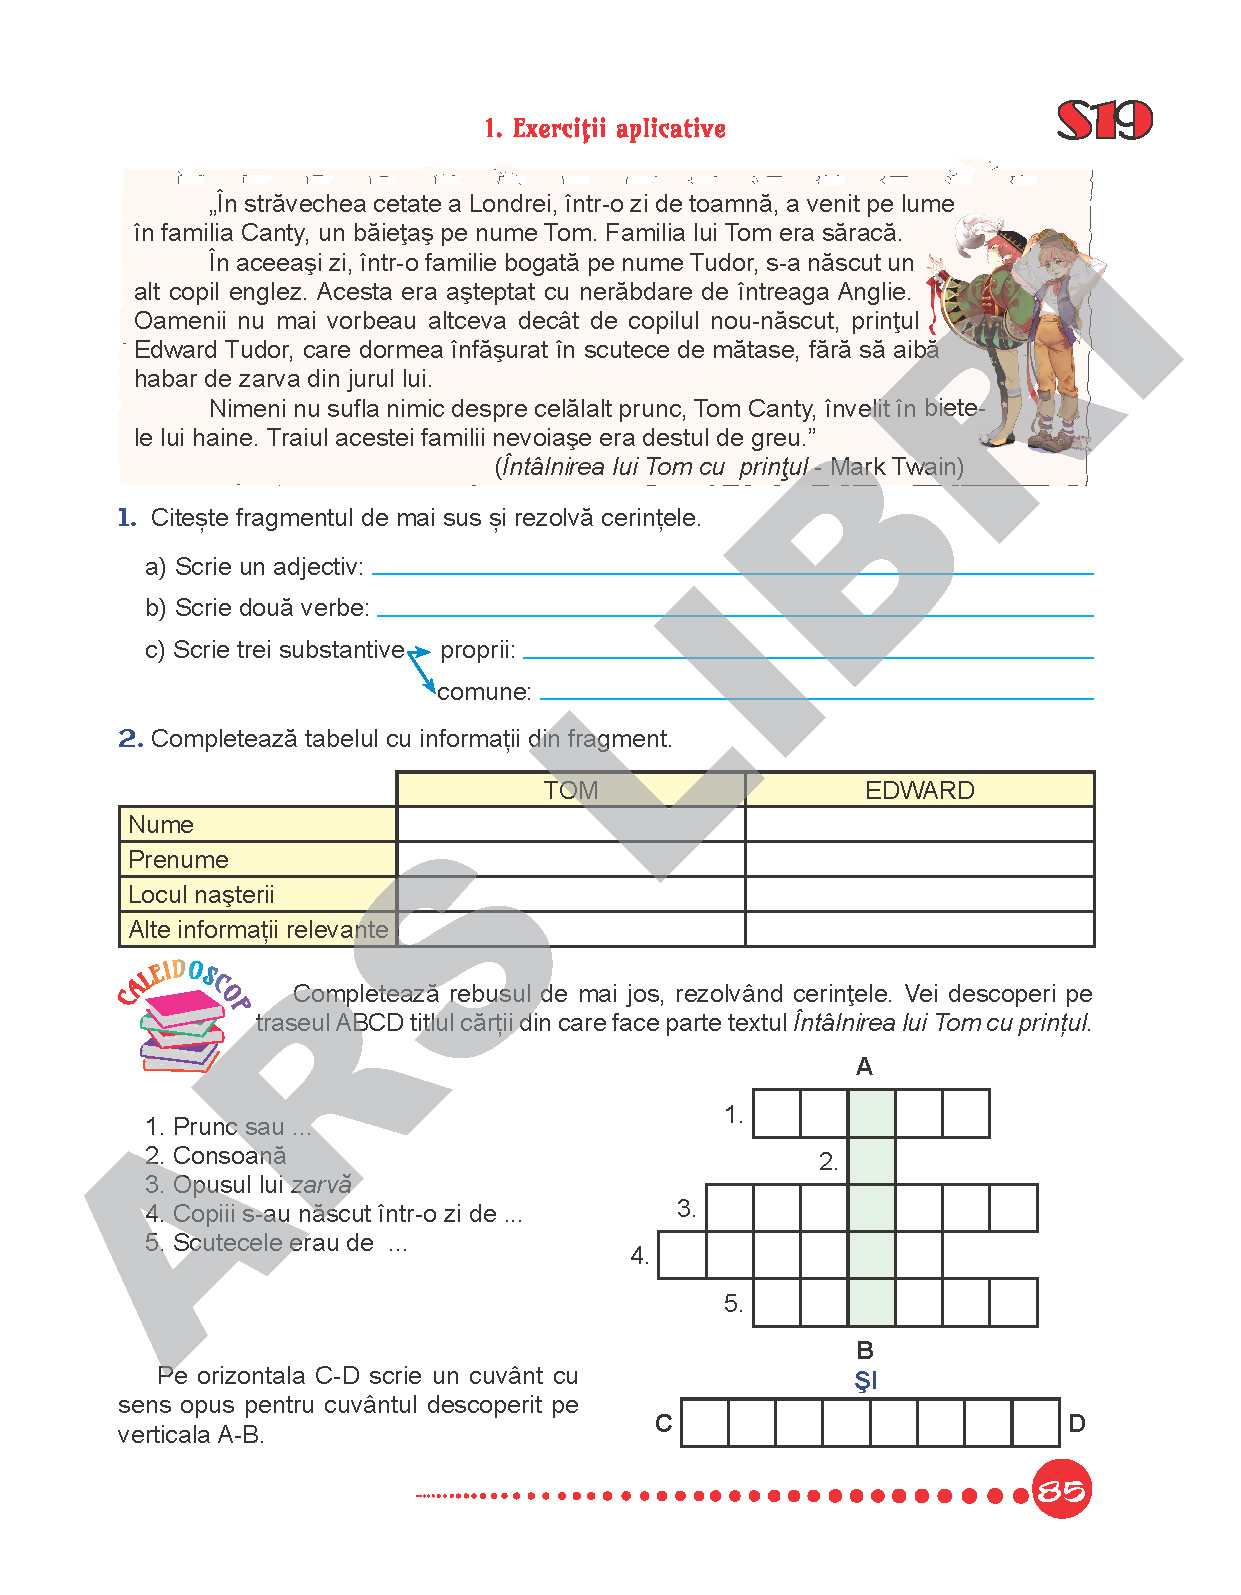 S19
1. Exerciţii aplicative
„În străvechea cetate a Londrei, într-o zi de toamnă, a venit pe lume
în familia Canty, un băieţaş pe nume Tom. Familia lui Tom era săracă.
În aceeaşi zi, într-o familie bogată pe nume Tudor, s-a născut un
alt copil englez. Acesta era aşteptat cu nerăbdare de întreaga Anglie.
Oamenii nu mai vorbeau altceva decât de copilul nou-născut, prinţul
Edward Tudor, care dormea înfăşurat în scutece de mătase, fără să aibă
habar de zarva din jurul lui.
Nimeni nu sufla nimic despre celălalt prunc, Tom Canty, învelit în biete-
le lui haine. Traiul acestei familii nevoiaşe era destul de greu.”
(Întâlnirea lui Tom cu prinţul - Mark Twain)
1. Citește fragmentul de mai sus și rezolvă cerințele.
a) Scrie un adjectiv:
b) Scrie două verbe:
c) Scrie trei substantive proprii:
comune:
2. Completează tabelul cu informații din fragment.
TOM EDWARD
Nume
Prenume
Locul naşterii
Alte informații relevante
CALEIDOSCOP
Completează rebusul de mai jos, rezolvând cerinţele. Vei descoperi pe
traseul ABCD titlul cărții din care face parte textul Întâlnirea lui Tom cu prințul.
A
1.
2.
3.
4.
5.
1. Prunc sau ...
2. Consoană
3. Opusul lui zarvă
4. Copiii s-au născut într-o zi de ...
5. Scutecele erau de ...
B
ŞI
Pe orizontala C-D scrie un cuvânt cu
sens opus pentru cuvântul descoperit pe
verticala A-B.
C D
85
ARS LIBRI